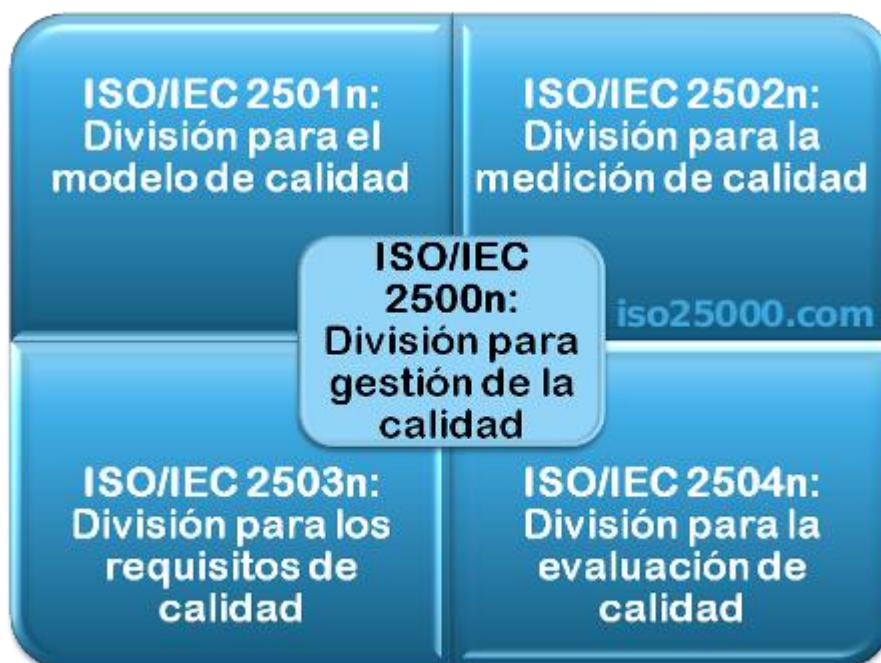 ISO/IEC 2501n:
División para el
modelo de calidad
ISO/IEC 2502n:
División para la
medición de calidad
ISO/IEC
2500n:
División para
gestión de la
calidad
iso25000.com
ISO/IEC 2503n:
División para los
requisitos de
calidad
ISO/IEC 2504n:
División para la
evaluación de
calidad